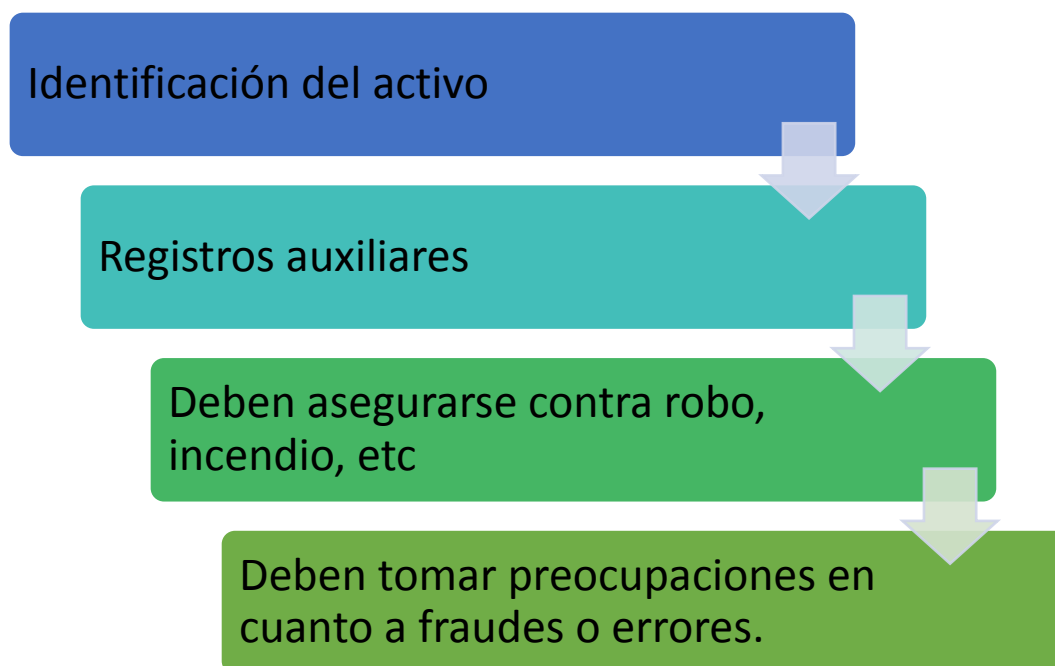 Identificación del activo
Registros auxiliares
Deben asegurarse contra robo,
incendio, etc
Deben tomar preocupaciones en
cuanto a fraudes o errores.